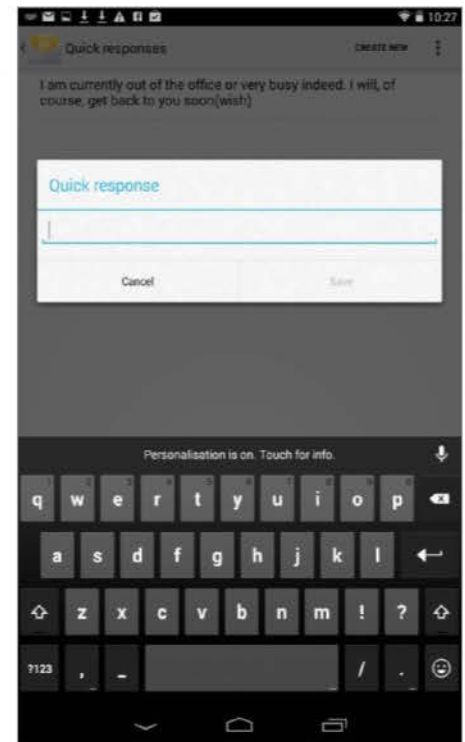 10:27
Quick responses CREATE NEW
I am currently out of the office or very busy indeed. I will, of
course, get back to you soon(wish)
Quick response
Cancel Save
Personalisation is on. Touch for info.
q w e r t y u i o p
a s d f g h j k l
z x c v b n m ! ?
?123 , - / .